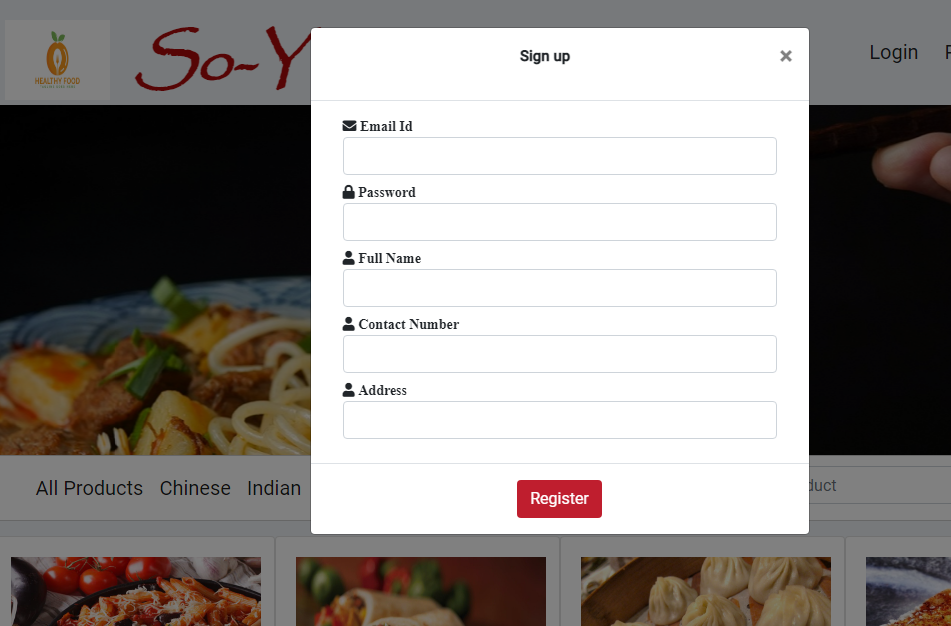 HEALTHY FOOD
So-Y
Sign up
×
Login
Email Id
Password
Full Name
Contact Number
Address
Register
All Products
Chinese
Indian
duct